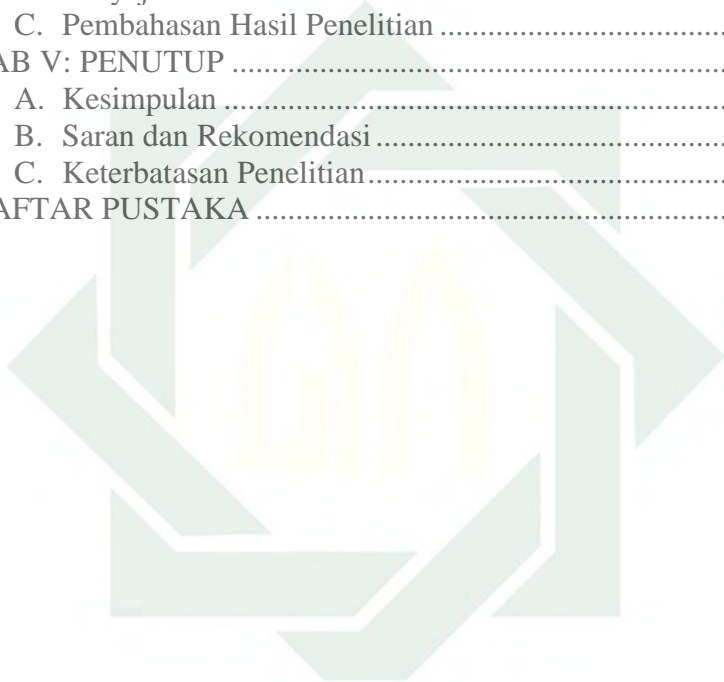 C. Pembahasan Hasil Penelitian ....................................
AB V: PENUTUP ...............................................................
A. Kesimpulan ...............................................................
B. Saran dan Rekomendasi ............................................
C. Keterbatasan Penelitian .............................................
AFTAR PUSTAKA ...........................................................